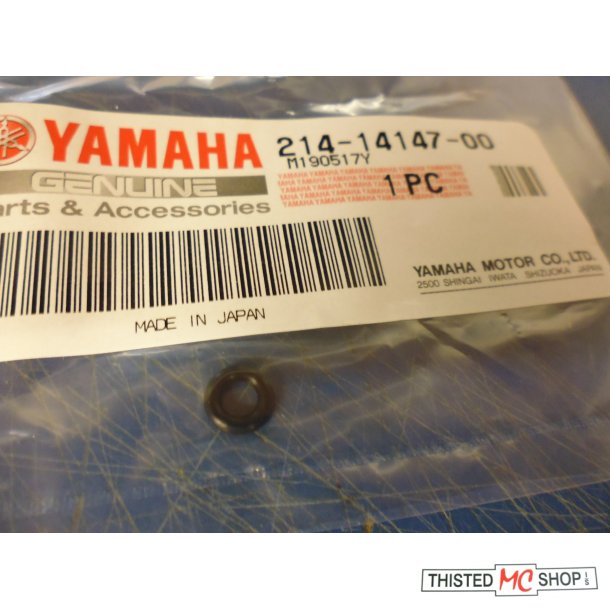 YAMAHA 214-14147-00
M190517Y
GENUINE
arts & Accessories
1 PC
YAMAHA MOTOR CO., LTD.
2500 SHINGAI IWATA SHIZUOKA JAPAN
MADE IN JAPAN
THISTED MC SHOP I/S